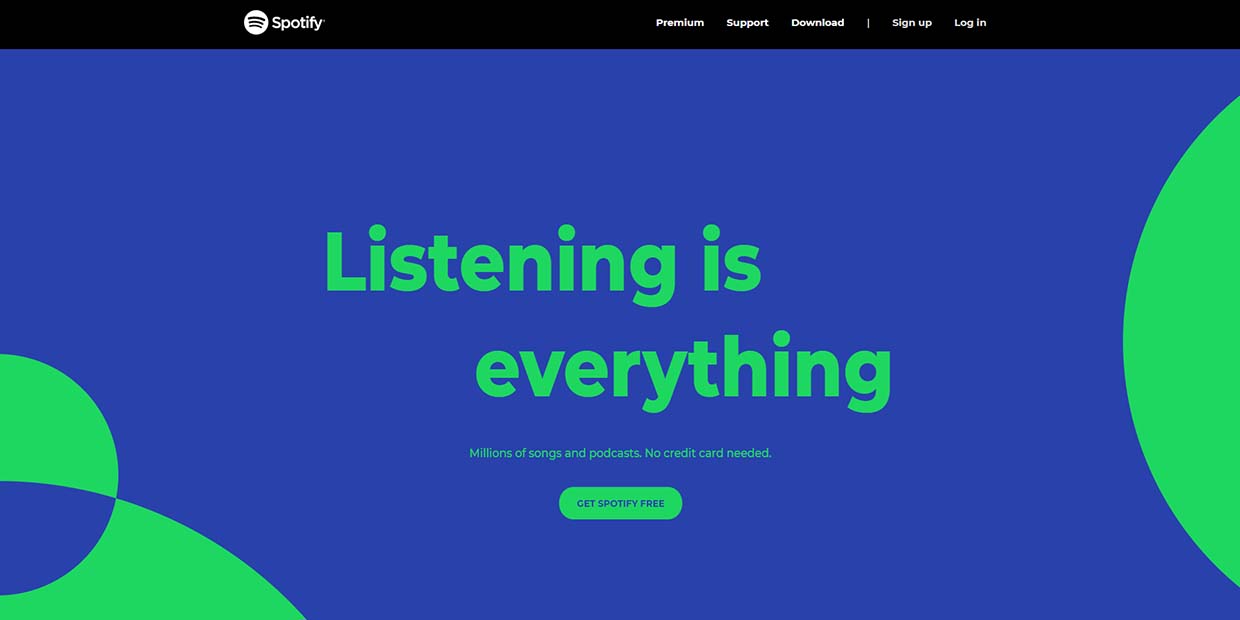 Spotify
Premium Support Download | Sign up Log in
Listening is
everything
Millions of songs and podcasts. No credit card needed.
GET SPOTIFY FREE